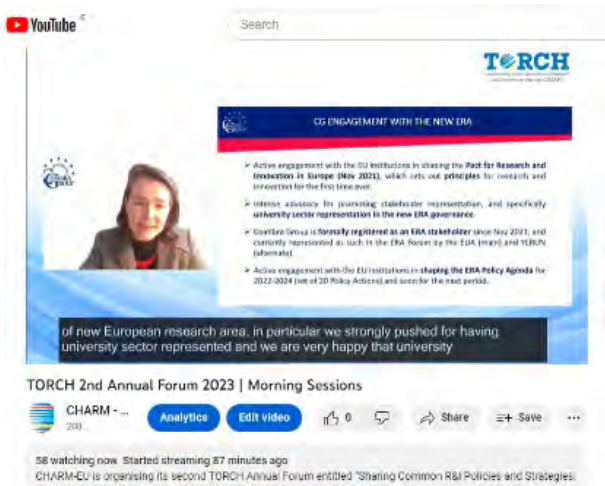 YouTube
Search
TORCH
CG ENGAGEMENT WITH THE NEW ERA
COIMBRA
GROUP
➢ Active engagement with the EU institutions in shaping the Pact for Research and
Innovation in Europe (Nov 2021), which sets out principles for research and
innovation for the first time ever.
➢ Intense advocacy for promoting stakeholder representation, and specifically
university sector representation in the new ERA governance.
➢ Coimbra Group is formally registered as an ERA stakeholder since Nov 2021, and
currently represented as such in the ERA Forum by the EUA (main) and YERUN
(alternate).
➢ Active engagement with the EU institutions in shaping the ERA Policy Agenda for
2022-2024 (set of 20 Policy Actions) and soon for the next period.
of new European research area, in particular we strongly pushed for having
university sector represented and we are very happy that university
TORCH 2nd Annual Forum 2023 | Morning Sessions
CHARM - ...
Analytics
Edit video
0
Share
Save
...
58 watching now Started streaming 87 minutes ago
CHARM-EU is organising its second TORCH Annual Forum entitled "Sharing Common R&I Policies and Strategies: